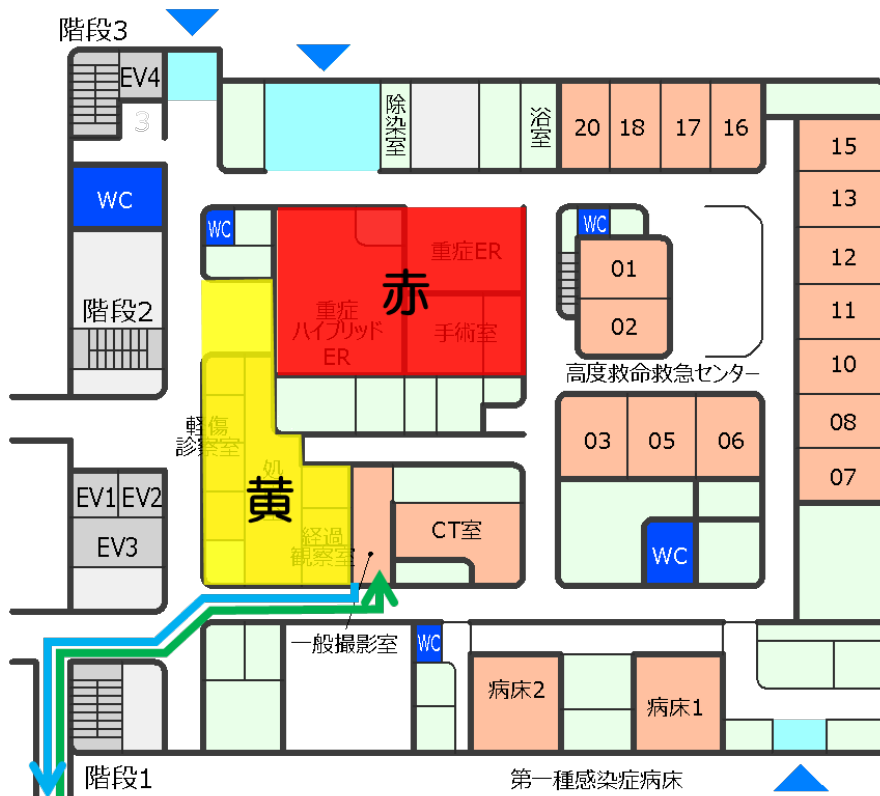 階段3
EV4
3
除染室
浴室
20
18
17
16
15
13
12
11
10
08
07
WC
WC
WC
01
02
重症ER
重症
ハイブリッド
ER
手術室
赤
階段2
高度救命救急センター
軽傷
診察室
処
黄
03
05
06
EV1
EV2
EV3
経過
観察室
CT室
WC
一般撮影室
WC
病床2
病床1
階段1
第一種感染症病床